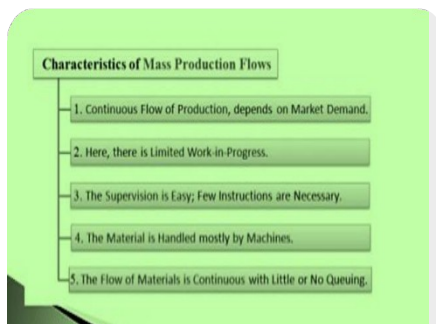 Characteristics of Mass Production Flows
1. Continuous Flow of Production, depends on Market Demand.
2. Here, there is Limited Work-in-Progress.
3. The Supervision is Easy; Few Instructions are Necessary.
4. The Material is Handled mostly by Machines.
5. The Flow of Materials is Continuous with Little or No Queuing.